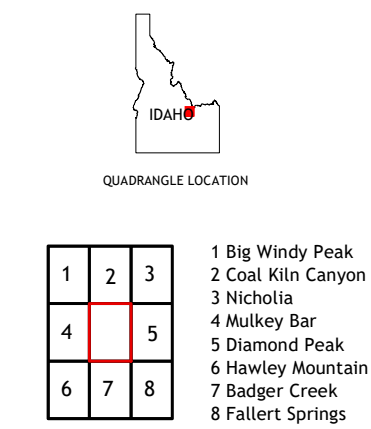 IDAHO
QUADRANGLE LOCATION
1 2 3
4 5
6 7 8
1 Big Windy Peak
2 Coal Kiln Canyon
3 Nicholia
4 Mulkey Bar
5 Diamond Peak
6 Hawley Mountain
7 Badger Creek
8 Fallert Springs